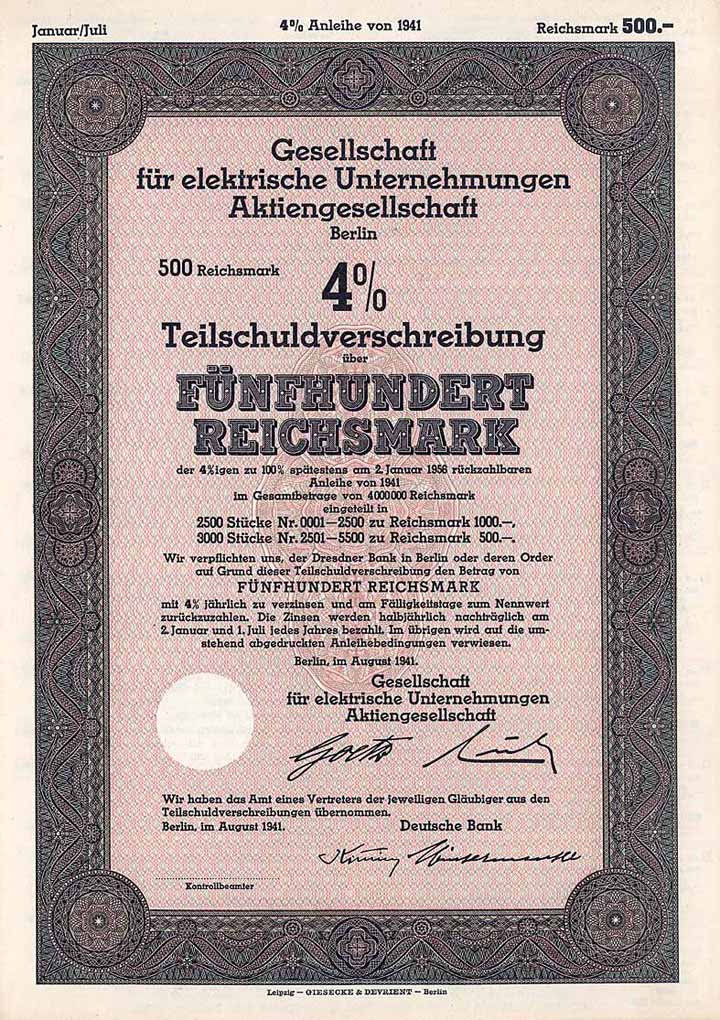 Januar/Juli
4% Anleihe von 1941
Reichsmark 500.–
Gesellschaft
für elektrische Unternehmungen
Aktiengesellschaft
Berlin
500 Reichsmark
4%
Teilschuldverschreibung
über
FÜNFHUNDERT
REICHSMARK
der 4%igen zu 100% spätestens am 2. Januar 1956 rückzahlbaren
Anleihe von 1941
im Gesamtbetrage von 4000000 Reichsmark
eingeteilt in
2500 Stücke Nr. 0001–2500 zu Reichsmark 1000.–,
3000 Stücke Nr. 2501–5500 zu Reichsmark 500.–.
Wir verpflichten uns, der Dresdner Bank in Berlin oder deren Order
auf Grund dieser Teilschuldverschreibung den Betrag von
FÜNFHUNDERT REICHSMARK
mit 4% jährlich zu verzinsen und am Fälligkeitstage zum Nennwert
zurückzuzahlen. Die Zinsen werden halbjährlich nachträglich am
2. Januar und 1. Juli jedes Jahres bezahlt. Im übrigen wird auf die um-
stehend abgedruckten Anleihebedingungen verwiesen.
Berlin, im August 1941.
Gesellschaft
für elektrische Unternehmungen
Aktiengesellschaft
Wir haben das Amt eines Vertreters der jeweiligen Gläubiger aus den
Teilschuldverschreibungen übernommen.
Berlin, im August 1941.
Deutsche Bank
Kontrollbeamter
Leipzig – GIESECKE & DEVRIENT – Berlin